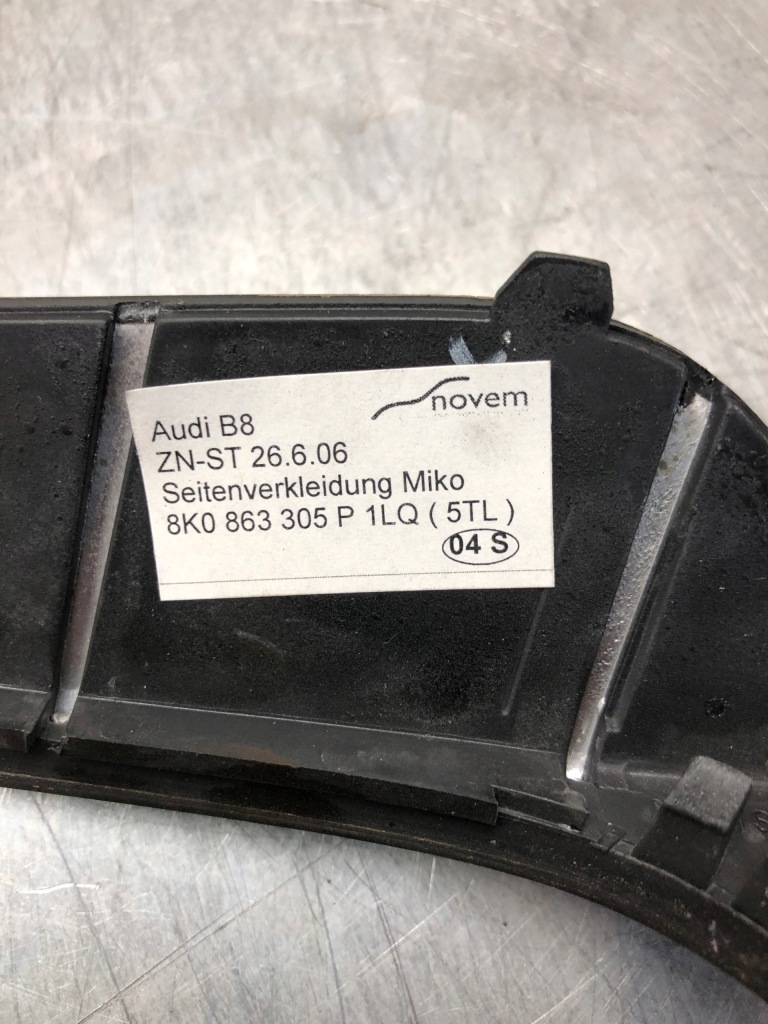 novem
Audi B8
ZN-ST 26.6.06
Seitenverkleidung Miko
8K0 863 305 P 1LQ ( 5TL )
04 S